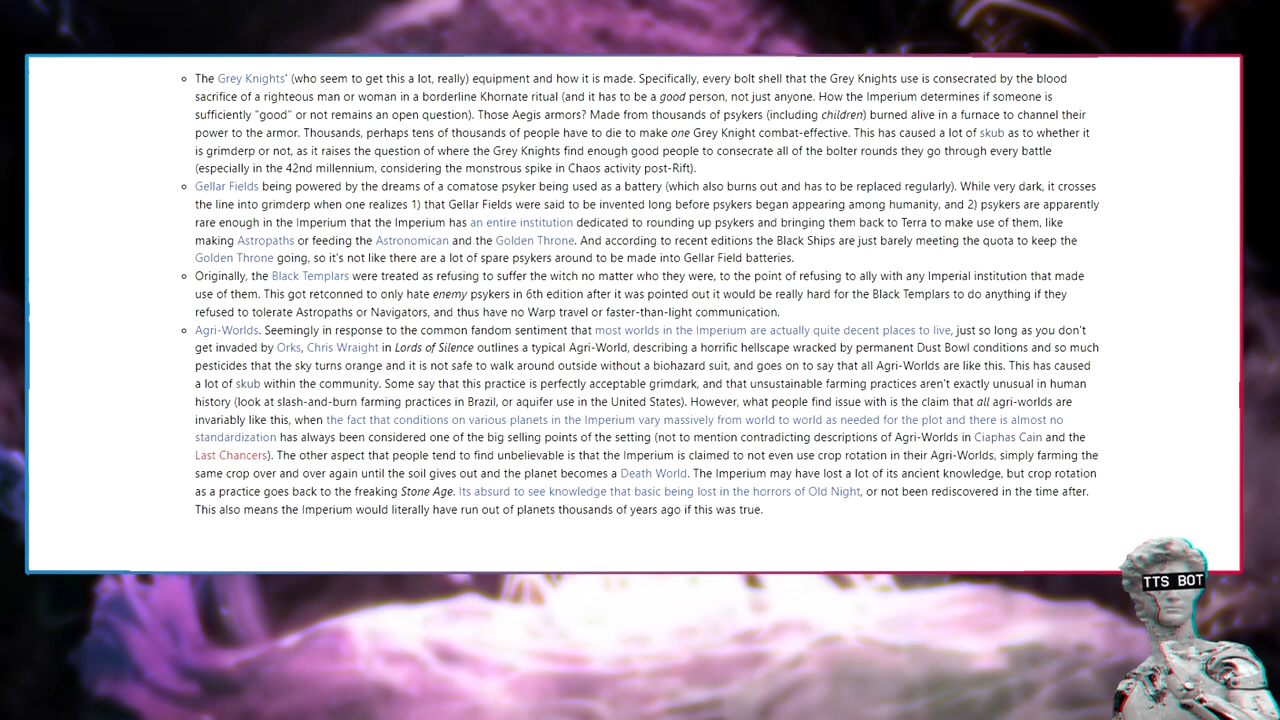 The Grey Knights' (who seem to get this a lot, really) equipment and how it is made. Specifically, every bolt shell that the Grey Knights use is consecrated by the blood
sacrifice of a righteous man or woman in a borderline Khornate ritual (and it has to be a good person, not just anyone. How the Imperium determines if someone is
sufficiently "good" or not remains an open question). Those Aegis armors? Made from thousands of psykers (including children) burned alive in a furnace to channel their
power to the armor. Thousands, perhaps tens of thousands of people have to die to make one Grey Knight combat-effective. This has caused a lot of skub as to whether it
is grimderp or not, as it raises the question of where the Grey Knights find enough good people to consecrate all of the bolter rounds they go through every battle
(especially in the 42nd millennium, considering the monstrous spike in Chaos activity post-Rift).
Gellar Fields being powered by the dreams of a comatose psyker being used as a battery (which also burns out and has to be replaced regularly). While very dark, it crosses
the line into grimderp when one realizes 1) that Gellar Fields were said to be invented long before psykers began appearing among humanity, and 2) psykers are apparently
rare enough in the Imperium that the Imperium has an entire institution dedicated to rounding up psykers and bringing them back to Terra to make use of them, like
making Astropaths or feeding the Astronomican and the Golden Throne. And according to recent editions the Black Ships are just barely meeting the quota to keep the
Golden Throne going, so it's not like there are a lot of spare psykers around to be made into Gellar Field batteries.
Originally, the Black Templars were treated as refusing to suffer the witch no matter who they were, to the point of refusing to ally with any Imperial institution that made
use of them. This got retconned to only hate enemy psykers in 6th edition after it was pointed out it would be really hard for the Black Templars to do anything if they
refused to tolerate Astropaths or Navigators, and thus have no Warp travel or faster-than-light communication.
Agri-Worlds. Seemingly in response to the common fandom sentiment that most worlds in the Imperium are actually quite decent places to live, just so long as you don't
get invaded by Orks, Chris Wraight in Lords of Silence outlines a typical Agri-World, describing a horrific hellscape wracked by permanent Dust Bowl conditions and so much
pesticides that the sky turns orange and it is not safe to walk around outside without a biohazard suit, and goes on to say that all Agri-Worlds are like this. This has caused
a lot of skub within the community. Some say that this practice is perfectly acceptable grimdark, and that unsustainable farming practices aren't exactly unusual in human
history (look at slash-and-burn farming practices in Brazil, or aquifer use in the United States). However, what people find issue with is the claim that all agri-worlds are
invariably like this, when the fact that conditions on various planets in the Imperium vary massively from world to world as needed for the plot and there is almost no
standardization has always been considered one of the big selling points of the setting (not to mention contradicting descriptions of Agri-Worlds in Ciaphas Cain and the
Last Chancers). The other aspect that people tend to find unbelievable is that the Imperium is claimed to not even use crop rotation in their Agri-Worlds, simply farming the
same crop over and over again until the soil gives out and the planet becomes a Death World. The Imperium may have lost a lot of its ancient knowledge, but crop rotation
as a practice goes back to the freaking Stone Age. Its absurd to see knowledge that basic being lost in the horrors of Old Night, or not been rediscovered in the time after.
This also means the Imperium would literally have run out of planets thousands of years ago if this was true.
TTS BOT